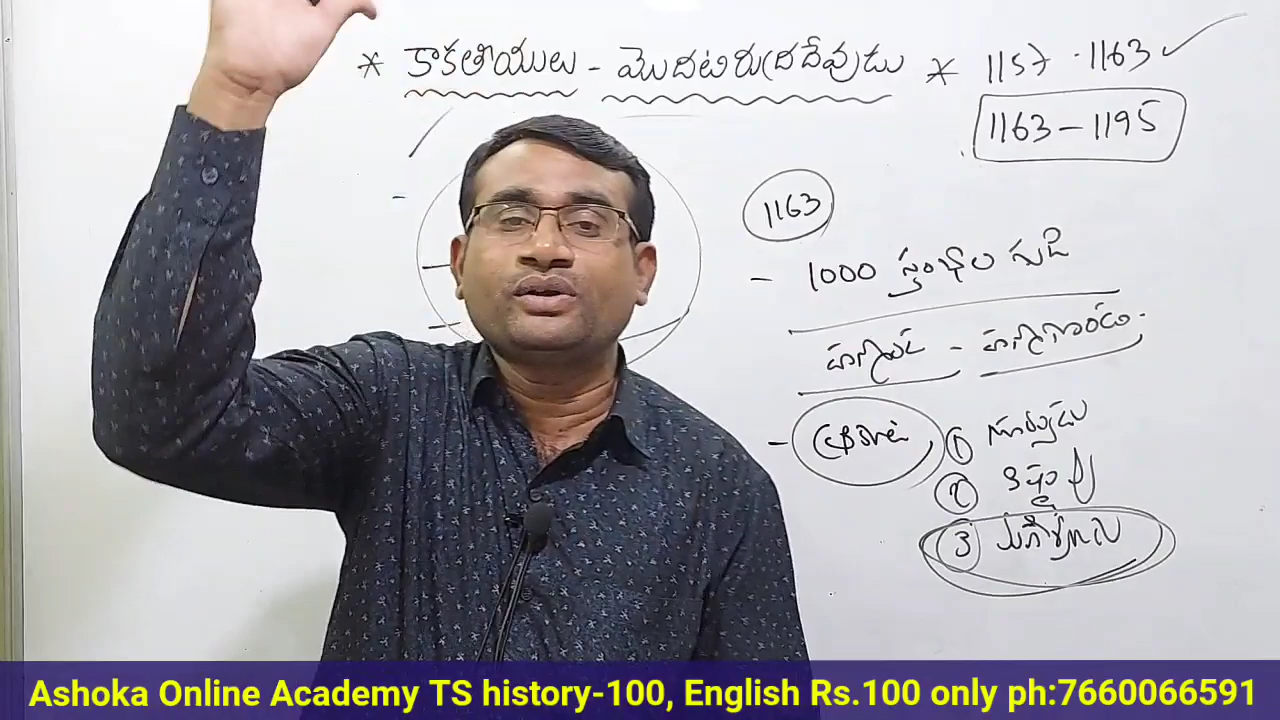 * కాకతీయులు - మొదటిరుద్రదేవుడు * 1157 - 1163 ✓
1163 - 1195
1163
- 1000 స్తంభాల గుడి
హన్మకొండ
① సూర్యుడు
② విష్ణు
③
Ashoka Online Academy TS history-100, English Rs.100 only ph:7660066591